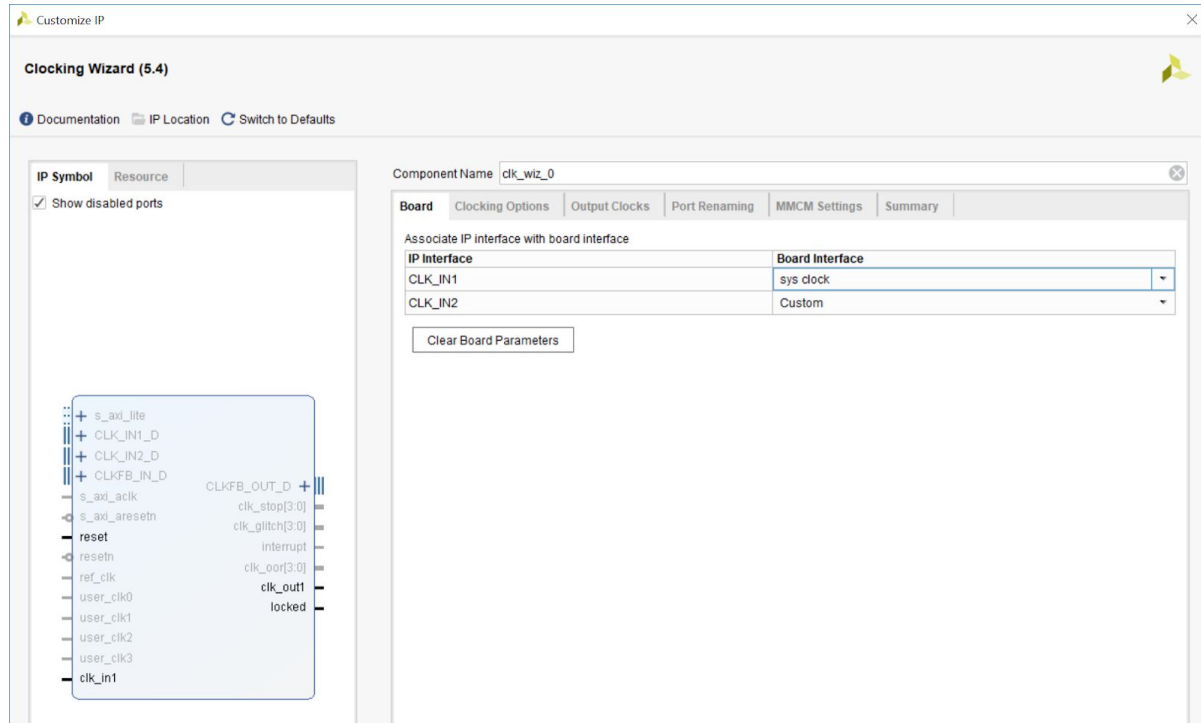 Customize IP
Clocking Wizard (5.4)
Documentation IP Location Switch to Defaults
IP Symbol Resource
Show disabled ports
s_axi_lite
CLK_IN1_D
CLK_IN2_D
CLKFB_IN_D
s_axi_aclk
s_axi_aresetn
reset
resetn
ref_clk
user_clk0
user_clk1
user_clk2
user_clk3
clk_in1
CLKFB_OUT_D
clk_stop[3:0]
clk_glitch[3:0]
interrupt
clk_oor[3:0]
clk_out1
locked
Component Name clk_wiz_0
Board Clocking Options Output Clocks Port Renaming MMCM Settings Summary
Associate IP interface with board interface
IP Interface Board Interface
CLK_IN1 sys clock
CLK_IN2 Custom
Clear Board Parameters